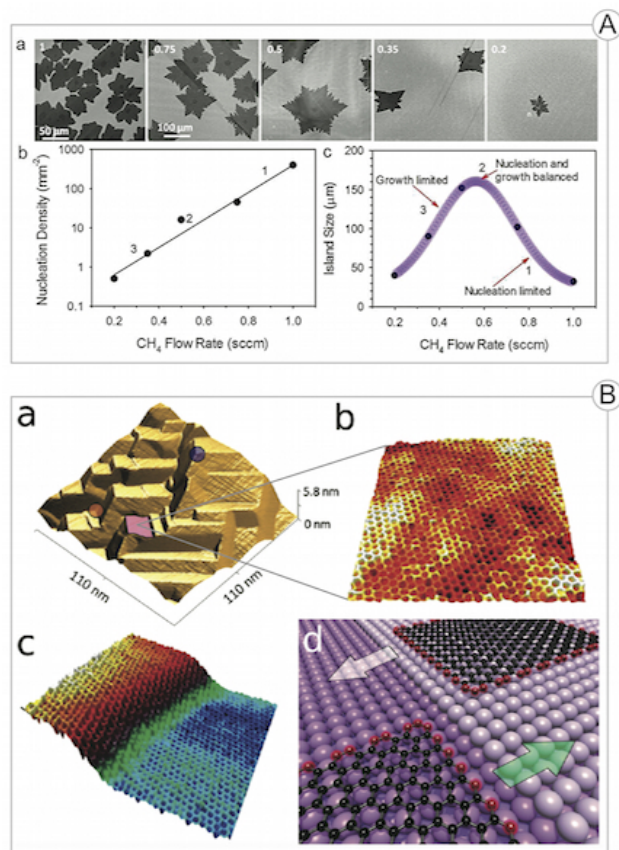 A
a
1
0.75
0.5
0.35
0.2
50 μm
100 μm
b
Nucleation Density (mm-2)
1000
100
10
1
0.1
1
2
3
0.2 0.4 0.6 0.8 1.0
CH4 Flow Rate (sccm)
c
Island Size (μm)
200
150
100
50
0
Growth limited
3
2
Nucleation and
growth balanced
1
Nucleation limited
0.2 0.4 0.6 0.8 1.0
CH4 Flow Rate (sccm)
B
a
5.8 nm
0 nm
110 nm
110 nm
b
c
d